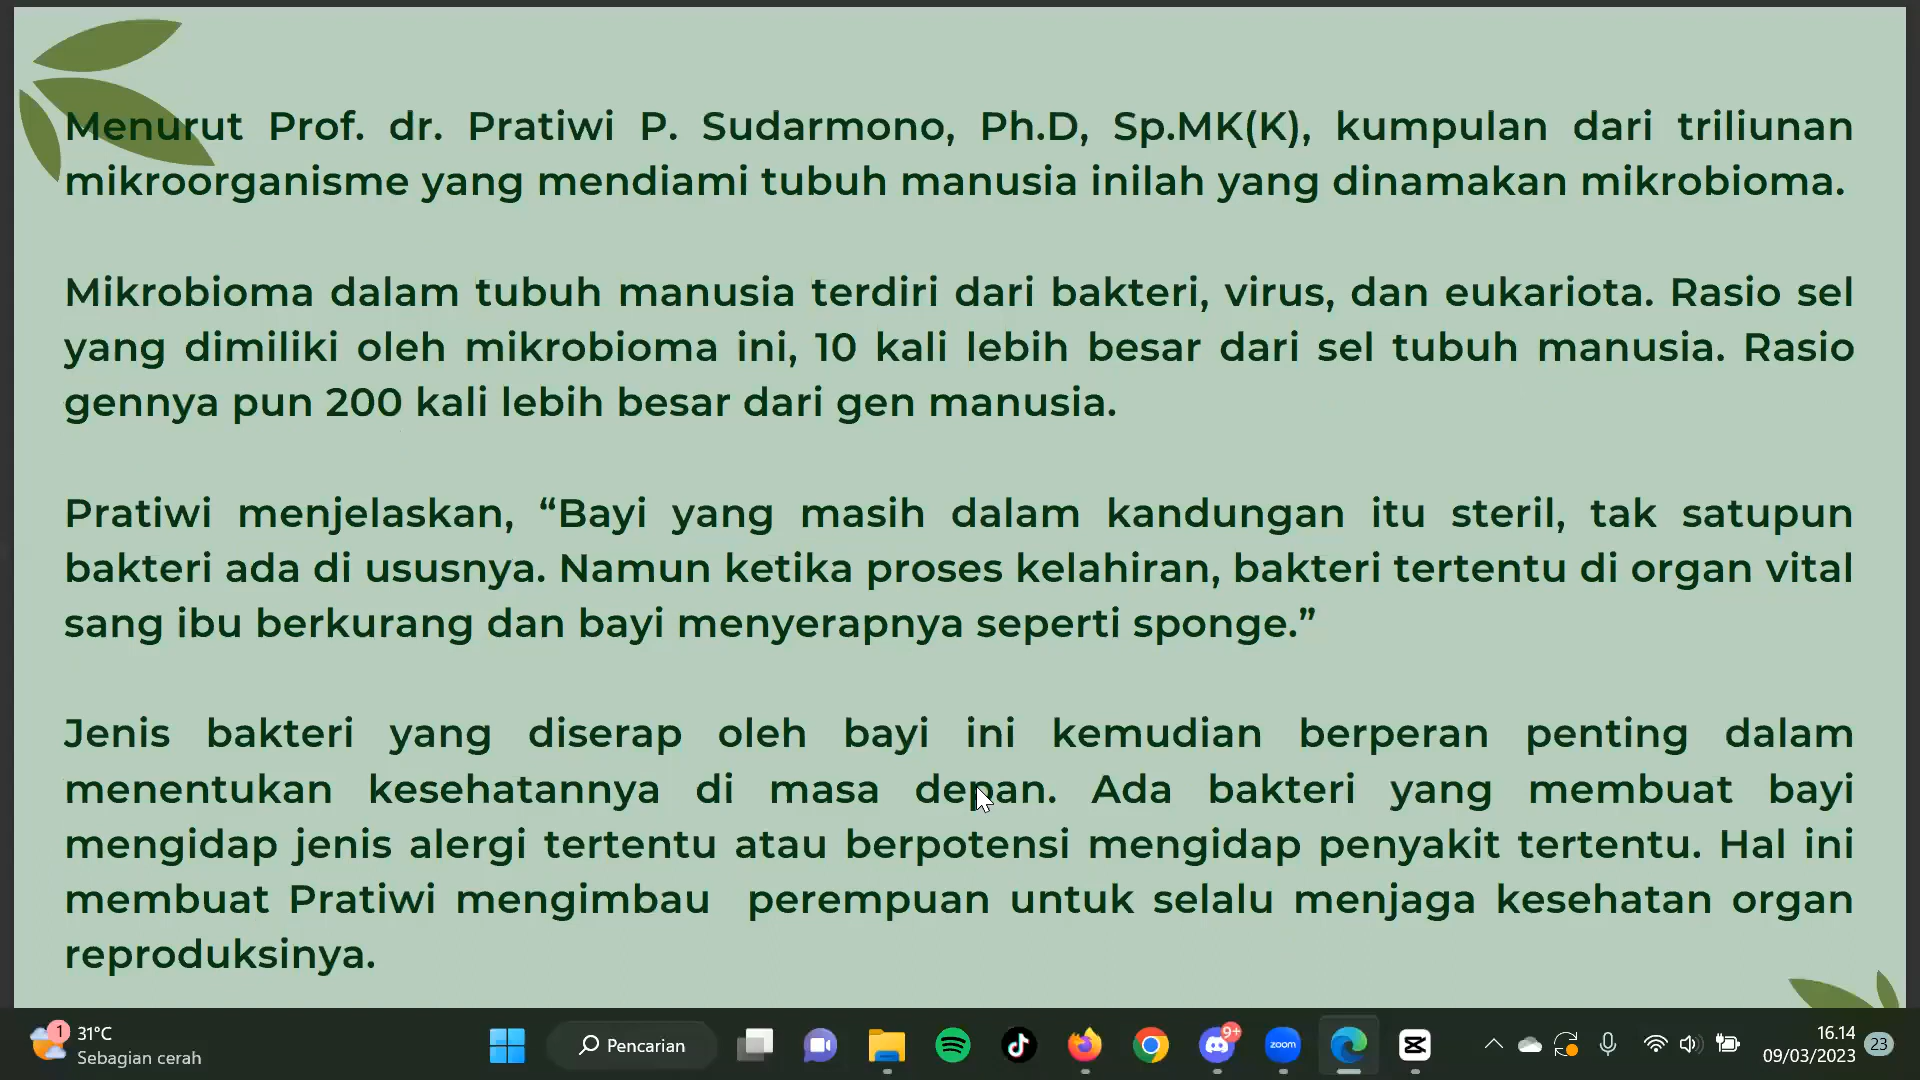 Menurut Prof. dr. Pratiwi P. Sudarmono, Ph.D, Sp.MK(K), kumpulan dari triliunan
mikroorganisme yang mendiami tubuh manusia inilah yang dinamakan mikrobioma.
Mikrobioma dalam tubuh manusia terdiri dari bakteri, virus, dan eukariota. Rasio sel
yang dimiliki oleh mikrobioma ini, 10 kali lebih besar dari sel tubuh manusia. Rasio
gennya pun 200 kali lebih besar dari gen manusia.
Pratiwi menjelaskan, “Bayi yang masih dalam kandungan itu steril, tak satupun
bakteri ada di ususnya. Namun ketika proses kelahiran, bakteri tertentu di organ vital
sang ibu berkurang dan bayi menyerapnya seperti sponge.”
Jenis bakteri yang diserap oleh bayi ini kemudian berperan penting dalam
menentukan kesehatannya di masa depan. Ada bakteri yang membuat bayi
mengidap jenis alergi tertentu atau berpotensi mengidap penyakit tertentu. Hal ini
membuat Pratiwi mengimbau perempuan untuk selalu menjaga kesehatan organ
reproduksinya.
1
31°C
Sebagian cerah
Pencarian
9+
zoom
16.14
09/03/2023
23